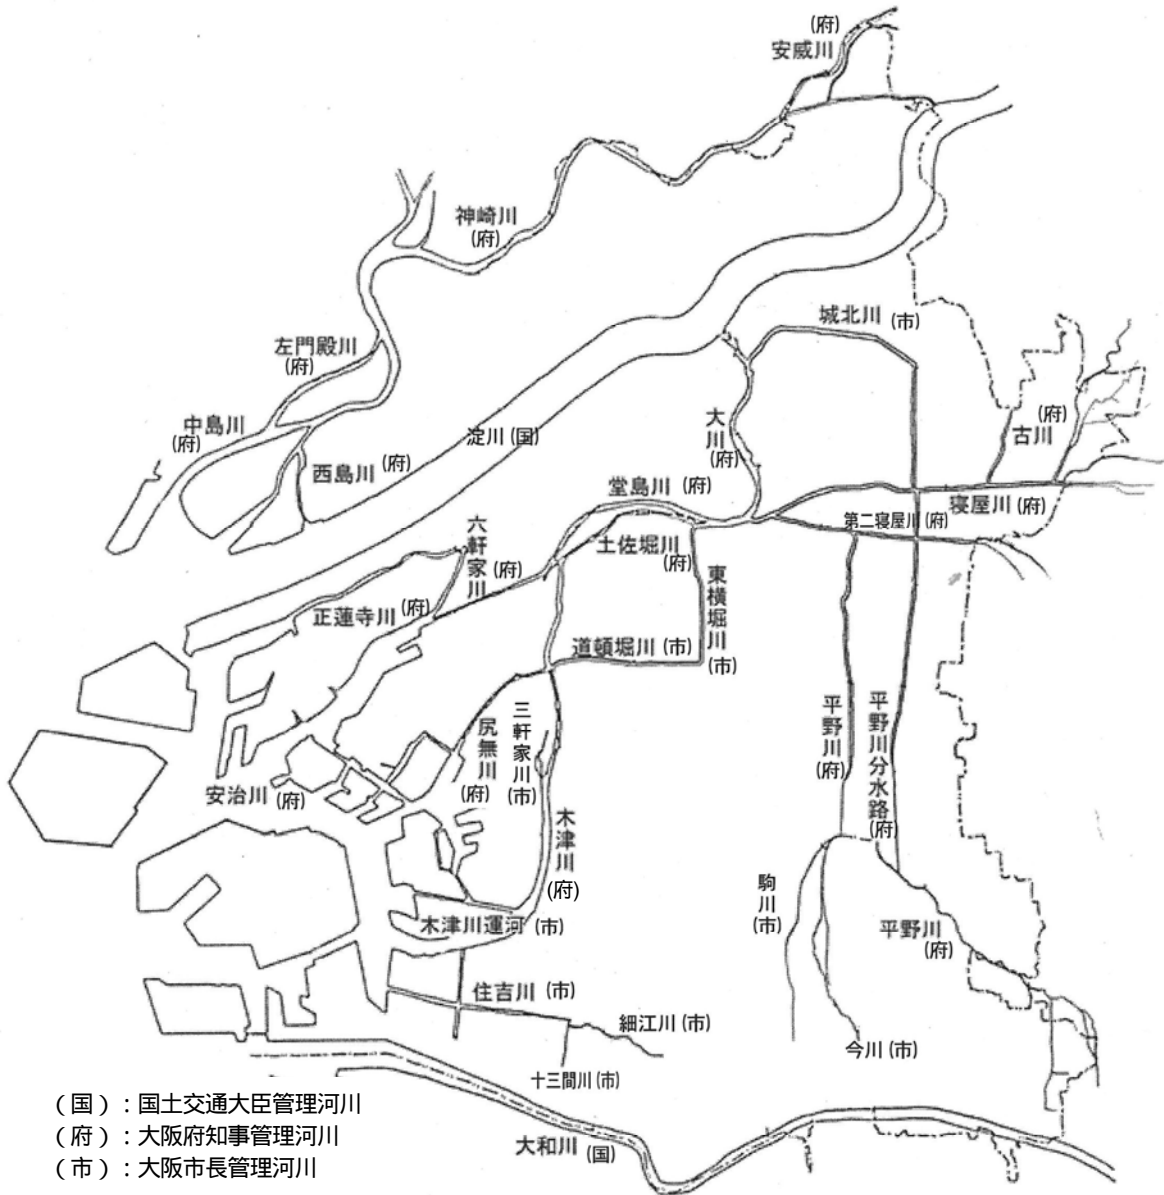 (府)
安威川
神崎川
(府)
城北川 (市)
左門殿川
(府)
中島川
(府)
西島川 (府)
淀川 (国)
大川
(府)
古川
(府)
堂島川 (府)
寝屋川 (府)
第二寝屋川 (府)
土佐堀川
(府)
六軒家川
(府)
正蓮寺川 (府)
東横堀川
(市)
道頓堀川 (市)
尻無川
(府)
三軒家川
(市)
平野川
(府)
平野川分水路
(府)
安治川 (府)
木津川
(府)
駒川
(市)
木津川運河 (市)
平野川
(府)
住吉川 (市)
細江川 (市)
今川 (市)
十三間川 (市)
大和川 (国)
(国):国土交通大臣管理河川
(府):大阪府知事管理河川
(市):大阪市長管理河川